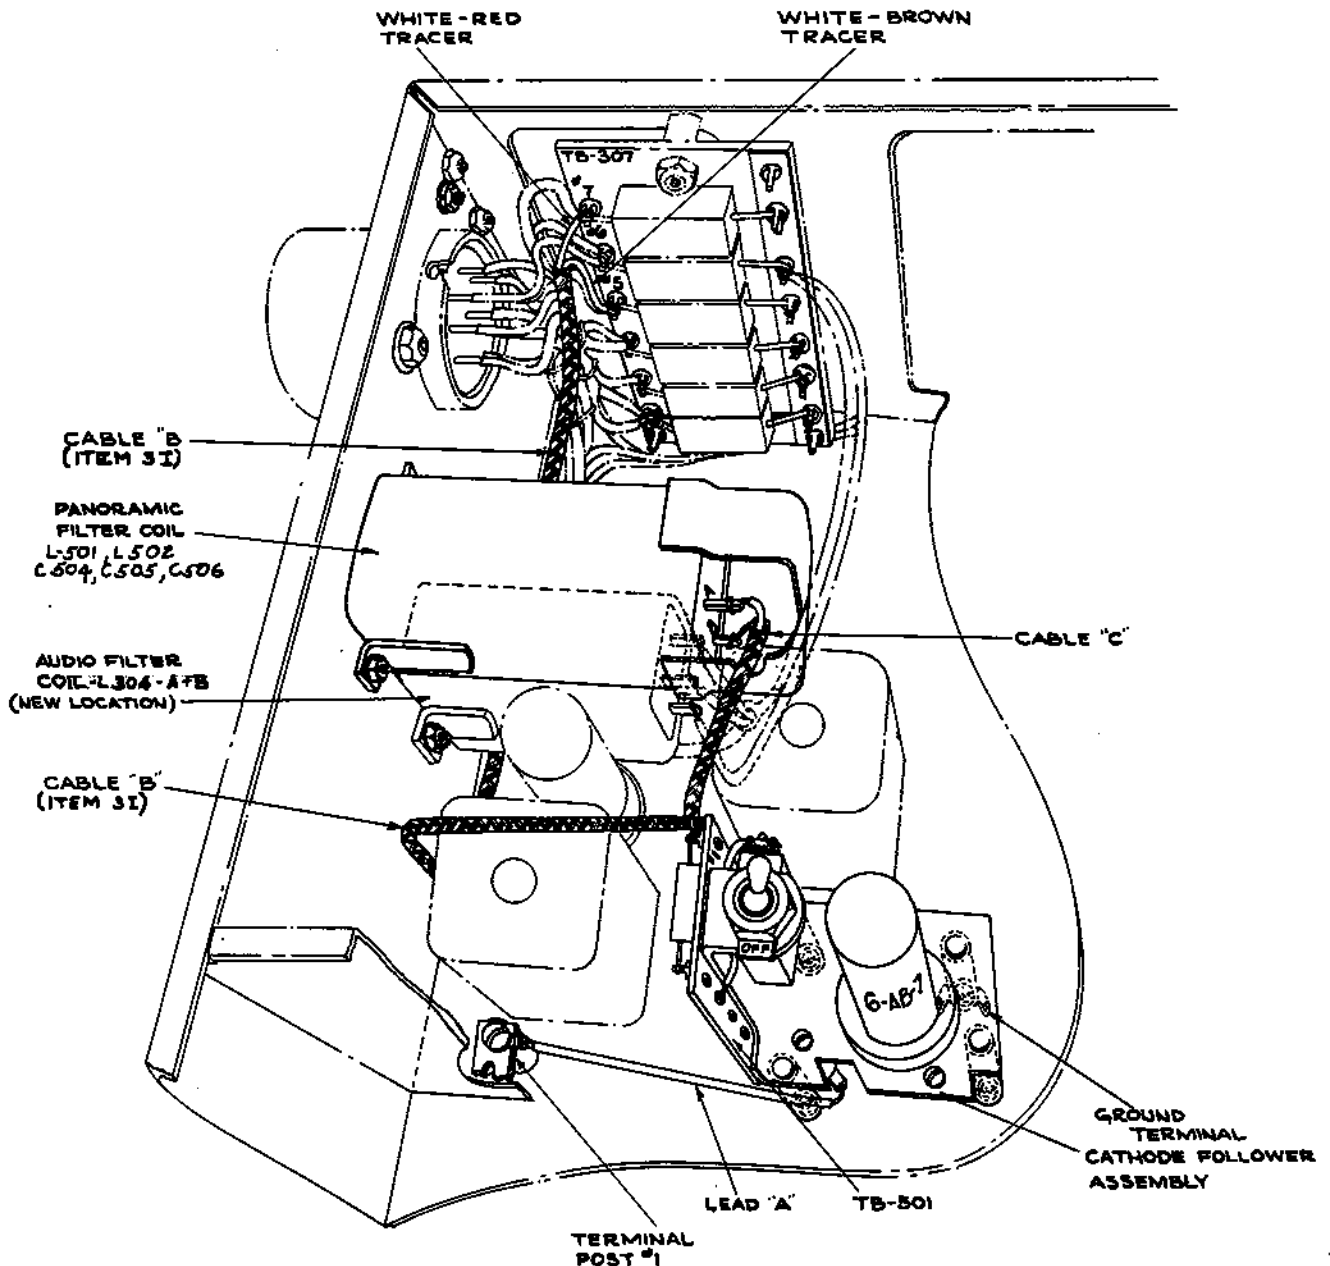 WHITE-RED
TRACER
WHITE-BROWN
TRACER
TB-307
#7
#6
#5
CABLE "B
(ITEM 3I)
PANORAMIC
FILTER COIL
L-501, L502
C504, C505, C506
CABLE "C"
AUDIO FILTER
COIL-L304-A+B
(NEW LOCATION)
CABLE "B"
(ITEM 3I)
OFF
6-AB-7
GROUND
TERMINAL
CATHODE FOLLOWER
ASSEMBLY
LEAD "A"
TB-501
TERMINAL
POST #1